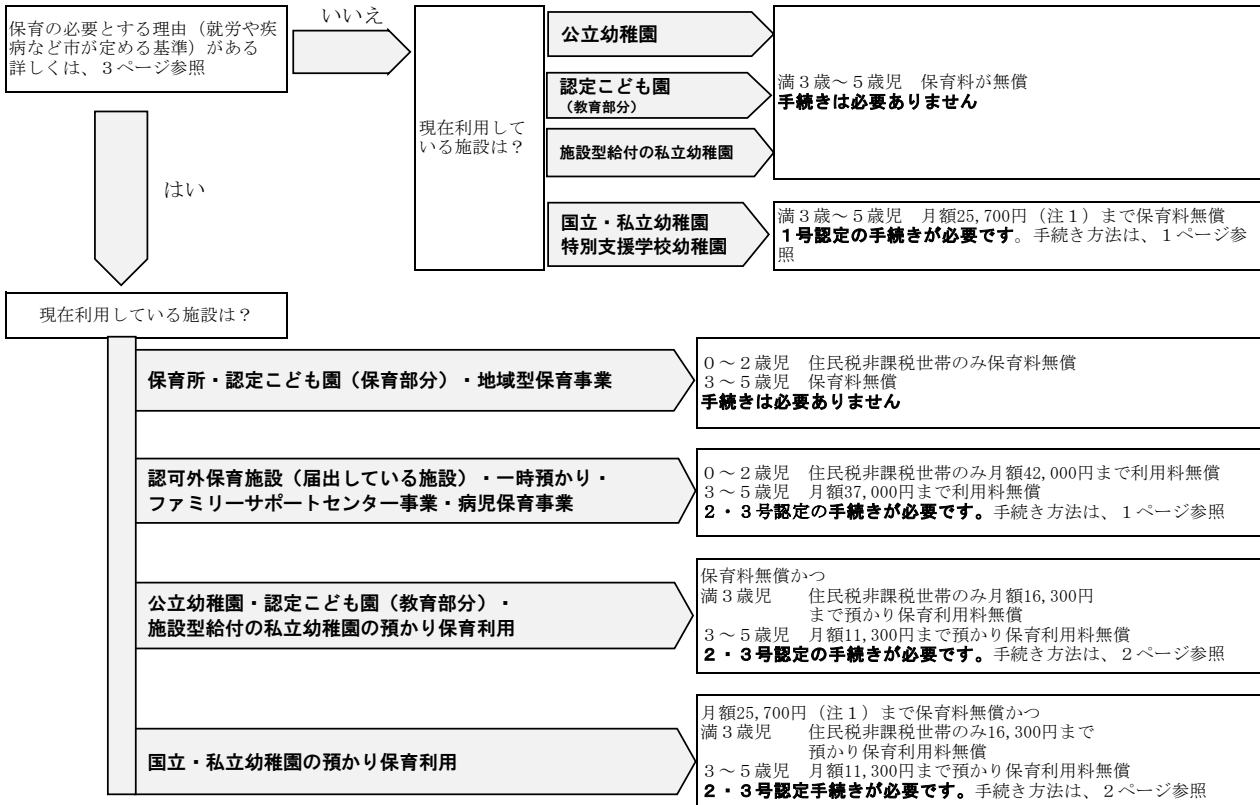 保育の必要とする理由（就労や疾
病など市が定める基準）がある
詳しくは、３ページ参照
いいえ
はい
現在利用して
いる施設は？
公立幼稚園
認定こども園
（教育部分）
施設型給付の私立幼稚園
満３歳～５歳児　保育料が無償
手続きは必要ありません
国立・私立幼稚園
特別支援学校幼稚園
満３歳～５歳児　月額25,700円（注１）まで保育料無償
１号認定の手続きが必要です。手続き方法は、１ページ参
照
現在利用している施設は？
保育所・認定こども園（保育部分）・地域型保育事業
０～２歳児　住民税非課税世帯のみ保育料無償
３～５歳児　保育料無償
手続きは必要ありません
認可外保育施設（届出している施設）・一時預かり・
ファミリーサポートセンター事業・病児保育事業
０～２歳児　住民税非課税世帯のみ月額42,000円まで利用料無償
３～５歳児　月額37,000円まで利用料無償
２・３号認定の手続きが必要です。手続き方法は、１ページ参照
公立幼稚園・認定こども園（教育部分）・
施設型給付の私立幼稚園の預かり保育利用
保育料無償かつ
満３歳児　　住民税非課税世帯のみ月額16,300円
まで預かり保育利用料無償
３～５歳児　月額11,300円まで預かり保育利用料無償
２・３号認定の手続きが必要です。手続き方法は、２ページ参照
国立・私立幼稚園の預かり保育利用
月額25,700円（注１）まで保育料無償かつ
満３歳児　　住民税非課税世帯のみ16,300円まで
預かり保育利用料無償
３～５歳児　月額11,300円まで預かり保育利用料無償
２・３号認定手続きが必要です。手続き方法は、２ページ参照